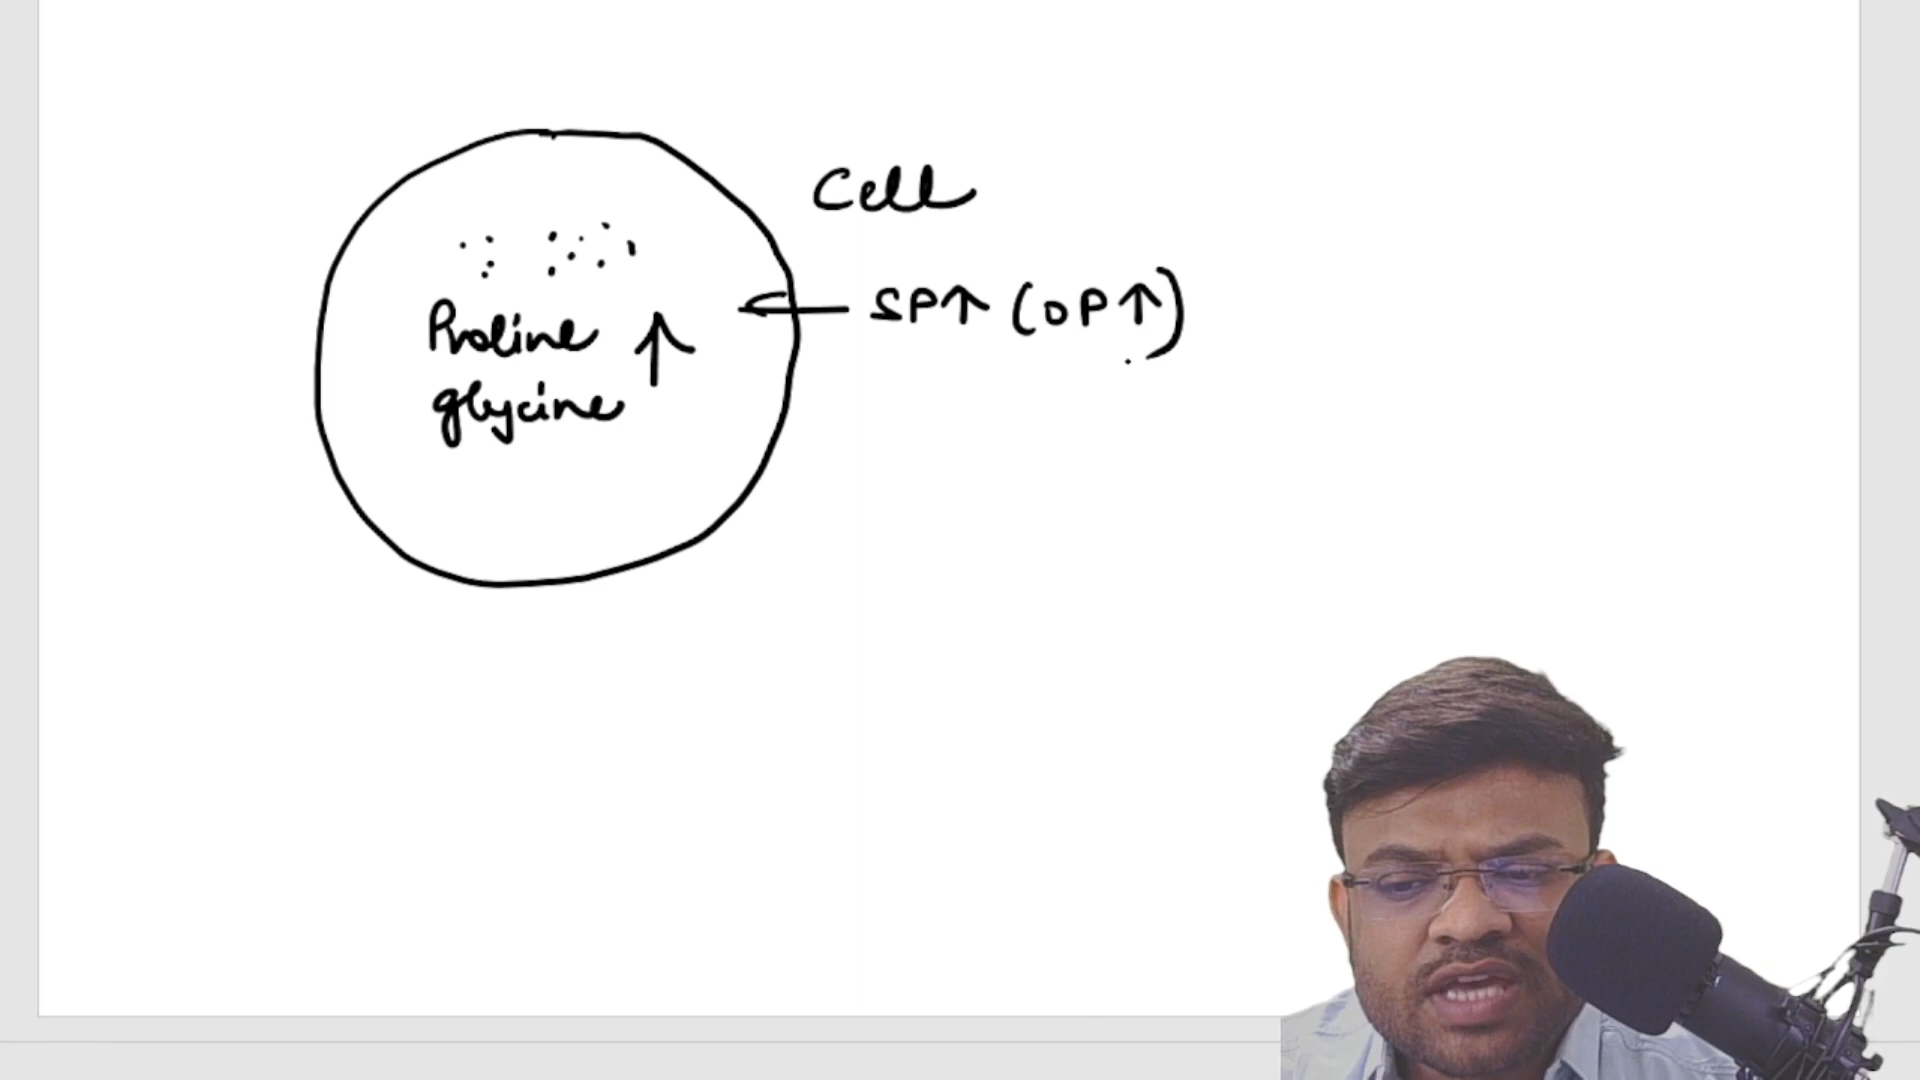 Cell
SP↑ (OP↑)
Proline ↑
glycine